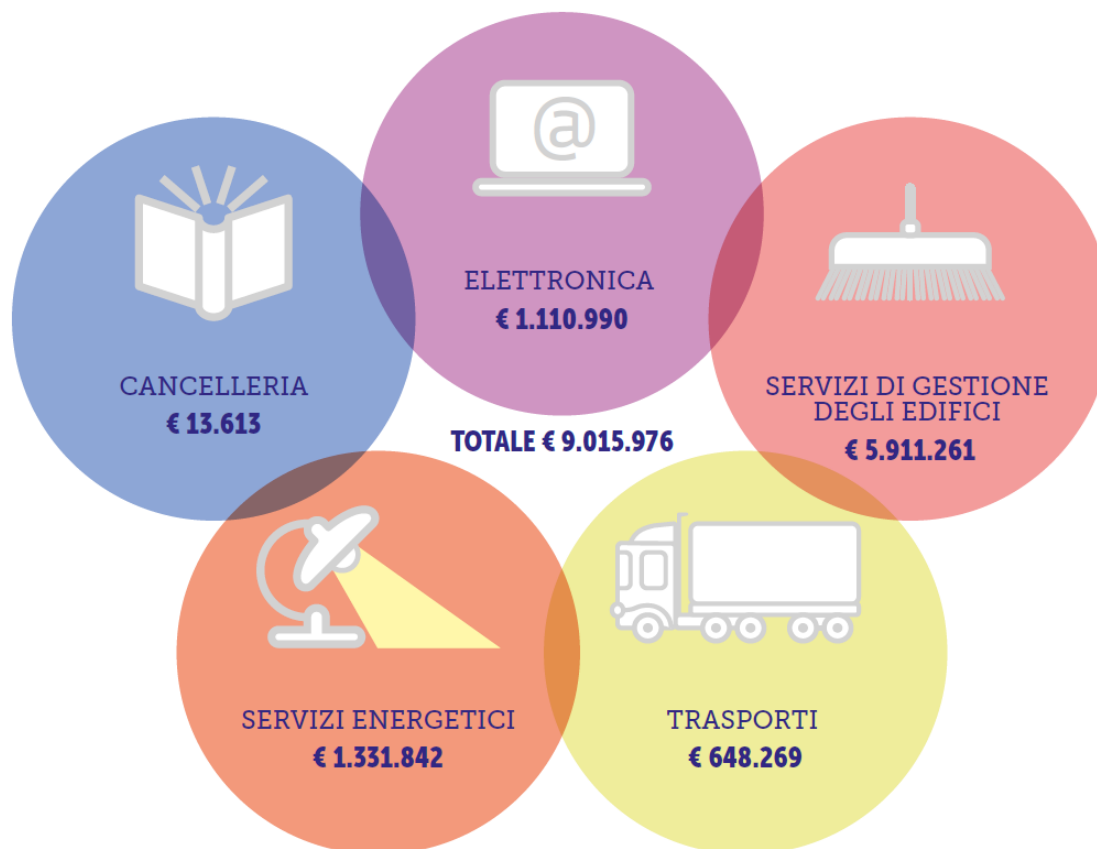 @
ELETTRONICA
€ 1.110.990
CANCELLERIA
€ 13.613
SERVIZI DI GESTIONE
DEGLI EDIFICI
€ 5.911.261
TOTALE € 9.015.976
SERVIZI ENERGETICI
€ 1.331.842
TRASPORTI
€ 648.269